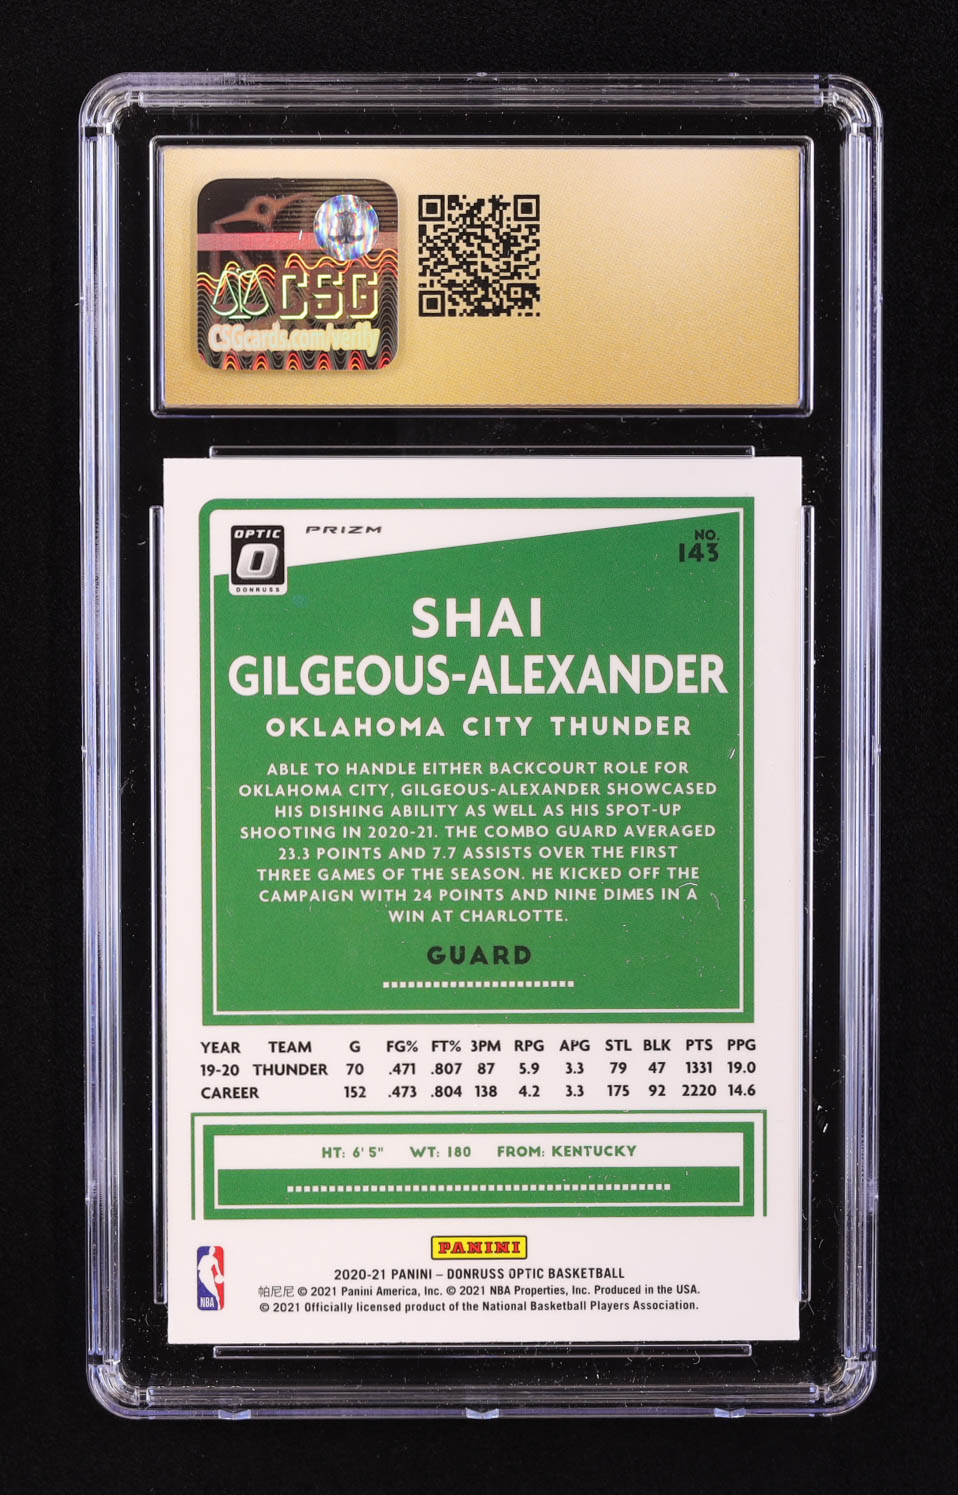 CSG
CSGcards.com/verify
OPTIC
DONRUSS
PRIZM
NO.
143
SHAI
GILGEOUS-ALEXANDER
OKLAHOMA CITY THUNDER
ABLE TO HANDLE EITHER BACKCOURT ROLE FOR
OKLAHOMA CITY, GILGEOUS-ALEXANDER SHOWCASED
HIS DISHING ABILITY AS WELL AS HIS SPOT-UP
SHOOTING IN 2020-21. THE COMBO GUARD AVERAGED
23.3 POINTS AND 7.7 ASSISTS OVER THE FIRST
THREE GAMES OF THE SEASON. HE KICKED OFF THE
CAMPAIGN WITH 24 POINTS AND NINE DIMES IN A
WIN AT CHARLOTTE.
GUARD
YEAR TEAM G FG% FT% 3PM RPG APG STL BLK PTS PPG
19-20 THUNDER 70 .471 .807 87 5.9 3.3 79 47 1331 19.0
CAREER 152 .473 .804 138 4.2 3.3 175 92 2220 14.6
HT: 6' 5" WT: 180 FROM: KENTUCKY
PANINI
2020-21 PANINI – DONRUSS OPTIC BASKETBALL
帕尼尼 © 2021 Panini America, Inc. © 2021 NBA Properties, Inc. Produced in the USA.
© 2021 Officially licensed product of the National Basketball Players Association.
NBA